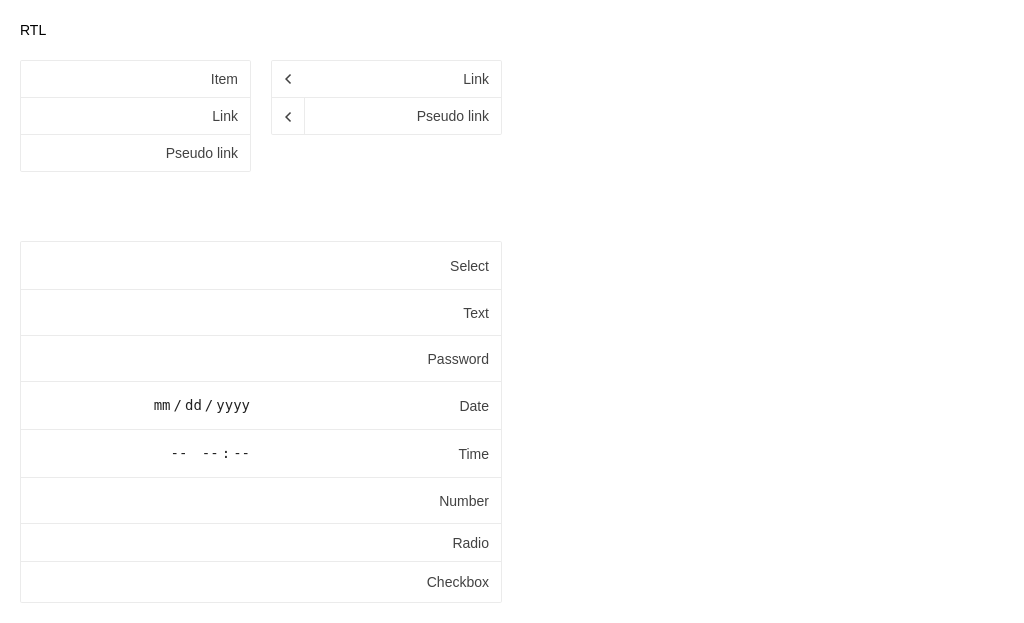 RTL
Item
Link
Pseudo link
Link
Pseudo link
Select
Text
Password
Date mm/dd/yyyy
Time -- --:--
Number
Radio
Checkbox